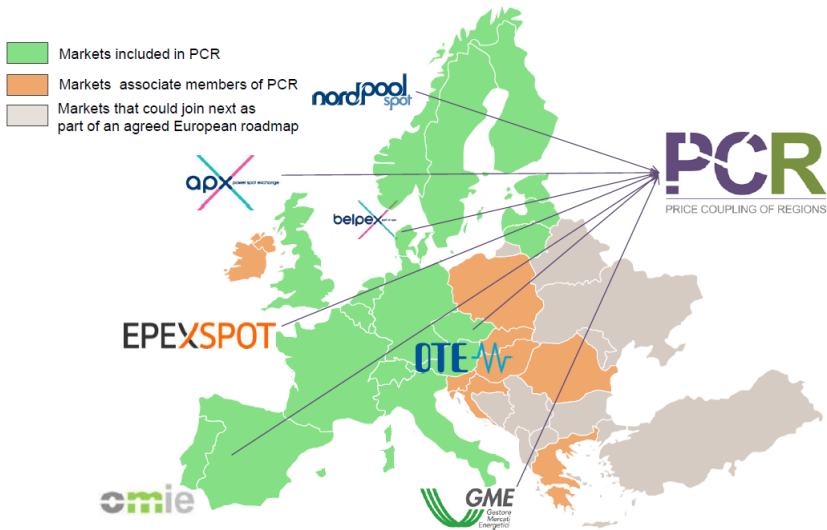 Markets included in PCR
Markets associate members of PCR
Markets that could join next as
part of an agreed European roadmap
nordpool
spot
PCR
PRICE COUPLING OF REGIONS
apx
power spot exchange
belpex
EPEXSPOT
OTE
omie
GME
Gestore
Mercati
Energetici